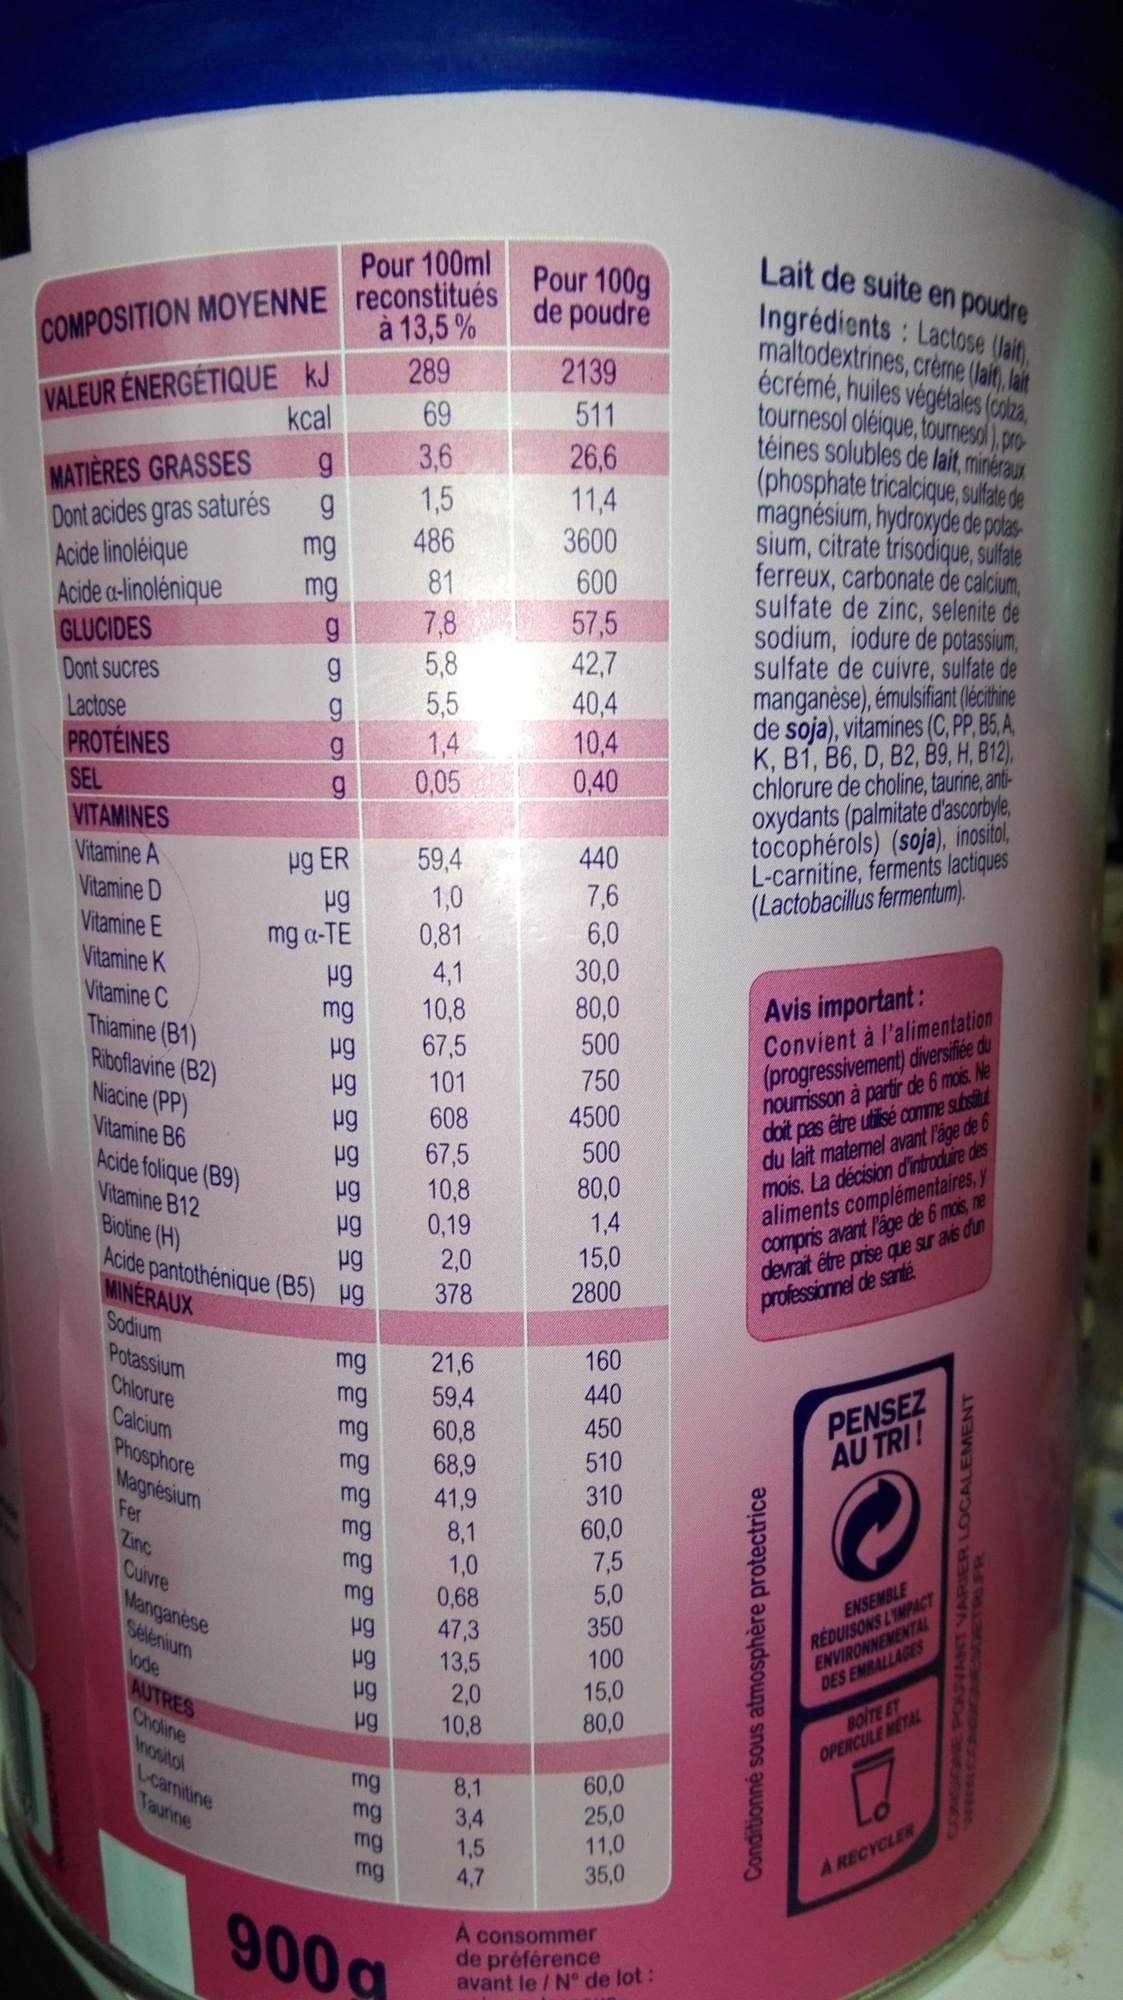 COMPOSITION MOYENNE | Pour 100ml reconstitués à 13,5 % | Pour 100g de poudre
VALEUR ÉNERGÉTIQUE kJ 289 2139
kcal 69 511
MATIÈRES GRASSES g 3,6 26,6
Dont acides gras saturés g 1,5 11,4
Acide linoléique mg 486 3600
Acide α-linolénique mg 81 600
GLUCIDES g 7,8 57,5
Dont sucres g 5,8 42,7
Lactose g 5,5 40,4
PROTÉINES g 1,4 10,4
SEL g 0,05 0,40
VITAMINES
Vitamine A µg ER 59,4 440
Vitamine D µg 1,0 7,6
Vitamine E mg α-TE 0,81 6,0
Vitamine K µg 4,1 30,0
Vitamine C mg 10,8 80,0
Thiamine (B1) µg 67,5 500
Riboflavine (B2) µg 101 750
Niacine (PP) µg 608 4500
Vitamine B6 µg 67,5 500
Acide folique (B9) µg 10,8 80,0
Vitamine B12 µg 0,19 1,4
Biotine (H) µg 2,0 15,0
Acide pantothénique (B5) µg 378 2800
MINÉRAUX
Sodium mg 21,6 160
Potassium mg 59,4 440
Chlorure mg 60,8 450
Calcium mg 68,9 510
Phosphore mg 41,9 310
Magnésium mg 8,1 60,0
Fer mg 1,0 7,5
Zinc mg 0,68 5,0
Cuivre µg 47,3 350
Manganèse µg 13,5 100
Sélénium µg 2,0 15,0
Iode µg 10,8 80,0
AUTRES
Choline mg 8,1 60,0
Inositol mg 3,4 25,0
L-carnitine mg 1,5 11,0
Taurine mg 4,7 35,0
900g
À consommer
de préférence
avant le / N° de lot :
Lait de suite en poudre
Ingrédients : Lactose (lait),
maltodextrines, crème (lait), lait
écrémé, huiles végétales (colza,
tournesol oléique, tournesol), pro-
téines solubles de lait, minéraux
(phosphate tricalcique, sulfate de
magnésium, hydroxyde de potas-
sium, citrate trisodique, sulfate
ferreux, carbonate de calcium,
sulfate de zinc, selenite de
sodium, iodure de potassium,
sulfate de cuivre, sulfate de
manganèse), émulsifiant (lécithine
de soja), vitamines (C, PP, B5, A,
K, B1, B6, D, B2, B9, H, B12),
chlorure de choline, taurine, anti-
oxydants (palmitate d'ascorbyle,
tocophérols) (soja), inositol,
L-carnitine, ferments lactiques
(Lactobacillus fermentum).
Avis important :
Convient à l'alimentation
(progressivement) diversifiée du
nourrisson à partir de 6 mois. Ne
doit pas être utilisé comme substitut
du lait maternel avant l'âge de 6
mois. La décision d'introduire des
aliments complémentaires, y
compris avant l'âge de 6 mois, ne
devrait être prise que sur avis d'un
professionnel de santé.
Conditionné sous atmosphère protectrice
PENSEZ
AU TRI !
ENSEMBLE
RÉDUISONS L'IMPACT
ENVIRONNEMENTAL
DES EMBALLAGES
BOÎTE ET
OPERCULE MÉTAL
À RECYCLER
CONSIGNE POUVANT VARIER LOCALEMENT
WWW.CONSIGNESDETRI.FR